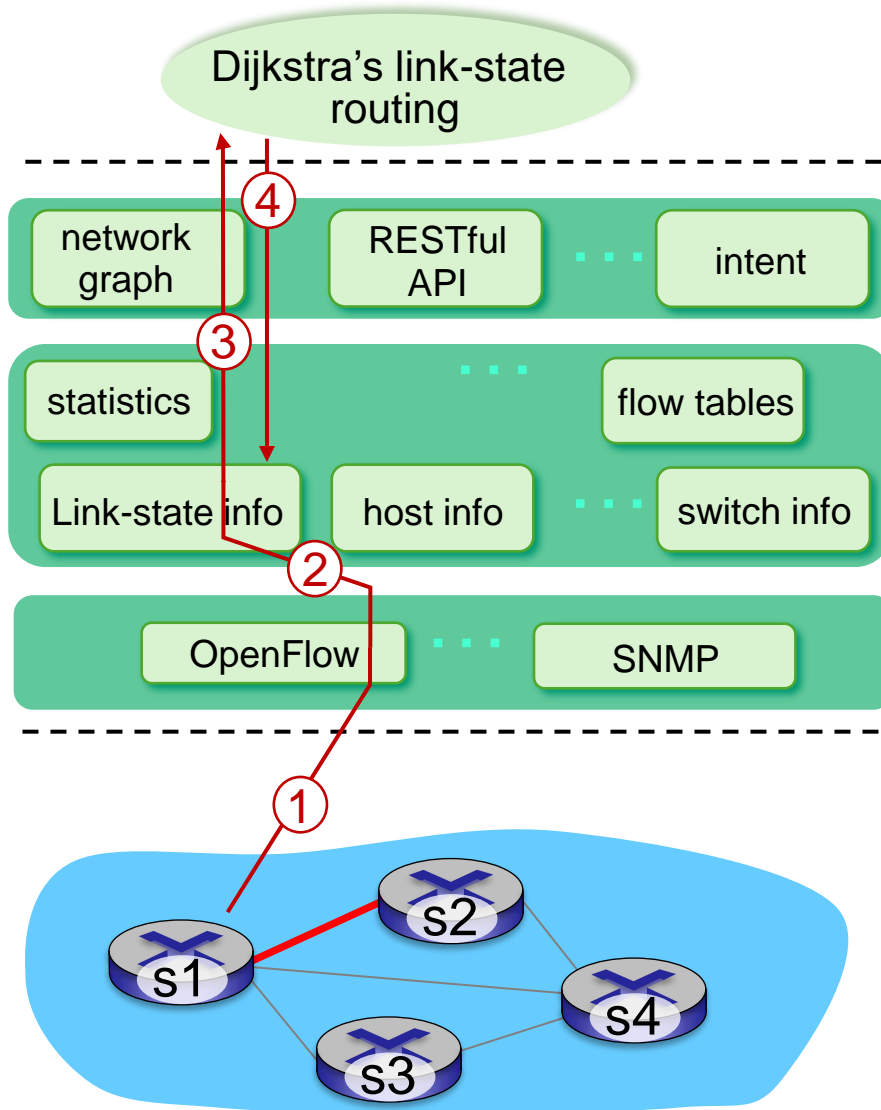 Dijkstra’s link-state
routing
4
network
graph
RESTful
API
. . .
intent
3
. . .
statistics
flow tables
Link-state info
host info
. . .
switch info
2
OpenFlow
. . .
SNMP
1
s2
s1
s4
s3